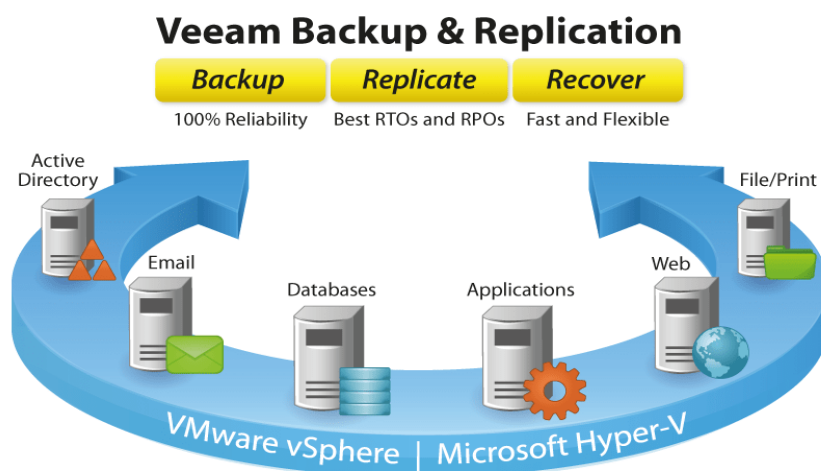 Veeam Backup & Replication
Backup
Replicate
Recover
100% Reliability
Best RTOs and RPOs
Fast and Flexible
Active
Directory
File/Print
Email
Web
Databases
Applications
VMware vSphere | Microsoft Hyper-V